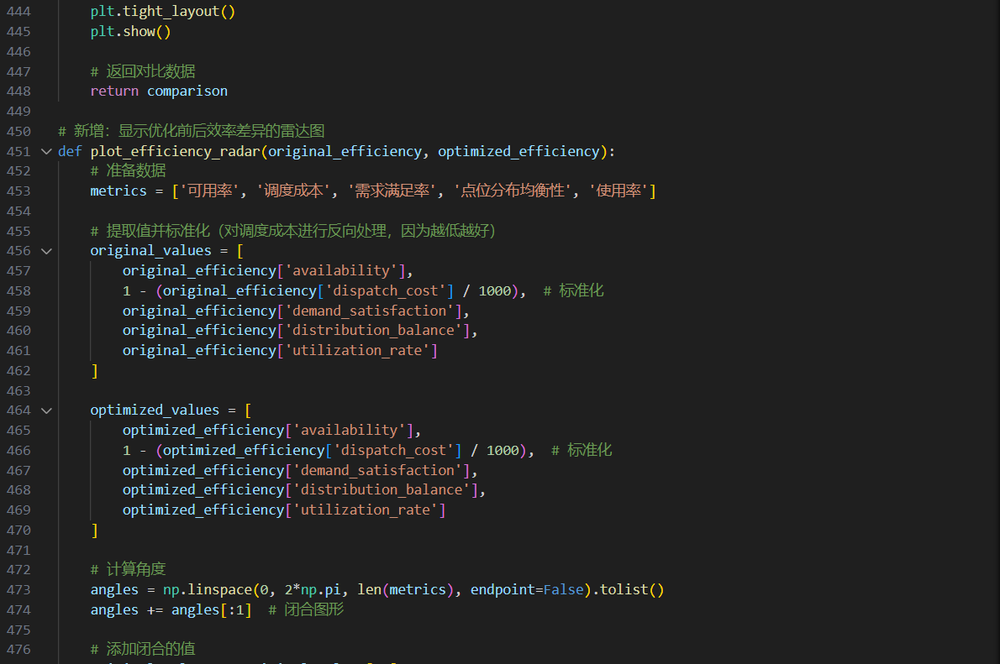 444 plt.tight_layout()
445 plt.show()
446
447 # 返回对比数据
448 return comparison
449
450 # 新增：显示优化前后效率差异的雷达图
451 def plot_efficiency_radar(original_efficiency, optimized_efficiency):
452 # 准备数据
453 metrics = ['可用率', '调度成本', '需求满足率', '点位分布均衡性', '使用率']
454
455 # 提取值并标准化（对调度成本进行反向处理，因为越低越好）
456 original_values = [
457 original_efficiency['availability'],
458 1 - (original_efficiency['dispatch_cost'] / 1000), # 标准化
459 original_efficiency['demand_satisfaction'],
460 original_efficiency['distribution_balance'],
461 original_efficiency['utilization_rate']
462 ]
463
464 optimized_values = [
465 optimized_efficiency['availability'],
466 1 - (optimized_efficiency['dispatch_cost'] / 1000), # 标准化
467 optimized_efficiency['demand_satisfaction'],
468 optimized_efficiency['distribution_balance'],
469 optimized_efficiency['utilization_rate']
470 ]
471
472 # 计算角度
473 angles = np.linspace(0, 2*np.pi, len(metrics), endpoint=False).tolist()
474 angles += angles[:1] # 闭合图形
475
476 # 添加闭合的值